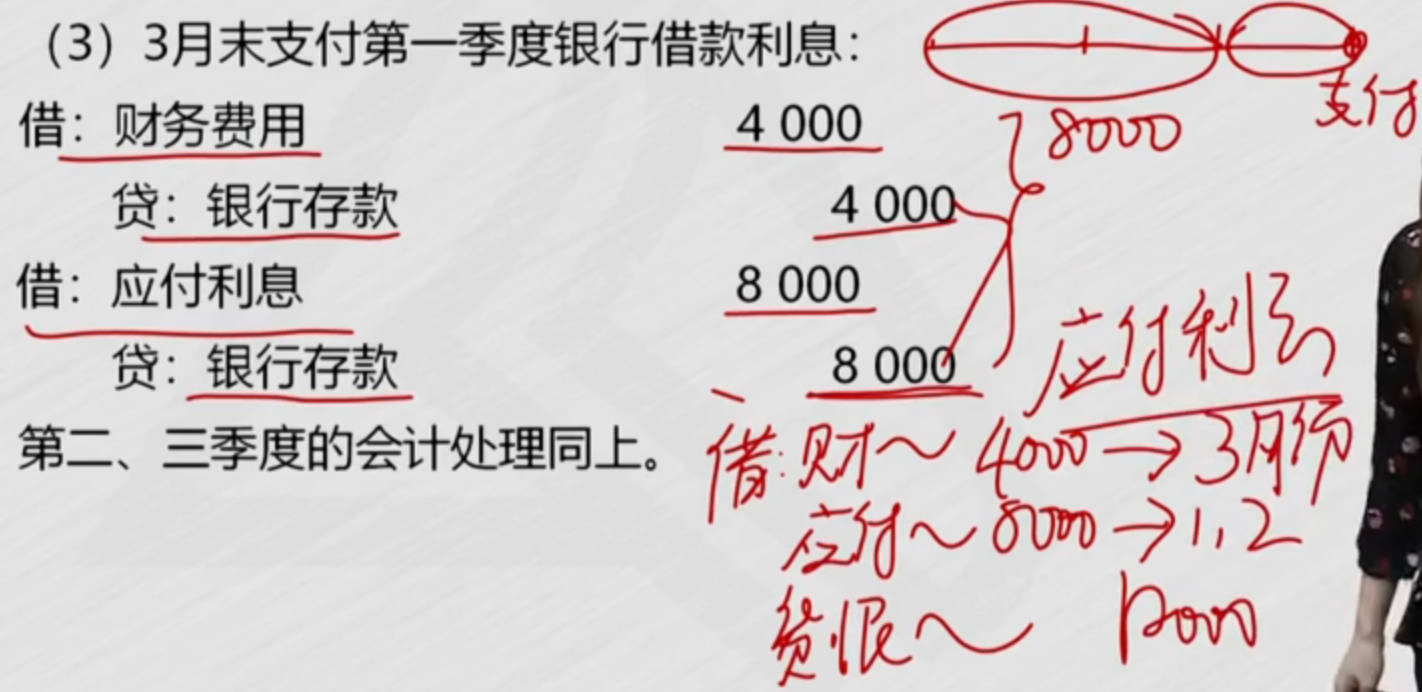 （3）3月末支付第一季度银行借款利息：
支付
借：财务费用 4 000
8000
贷：银行存款 4 000
借：应付利息 8 000
应付利息
贷：银行存款 8 000
第二、三季度的会计处理同上。
借：财～ 4000→3月份
应付～8000→1,2
贷：银～ 12000